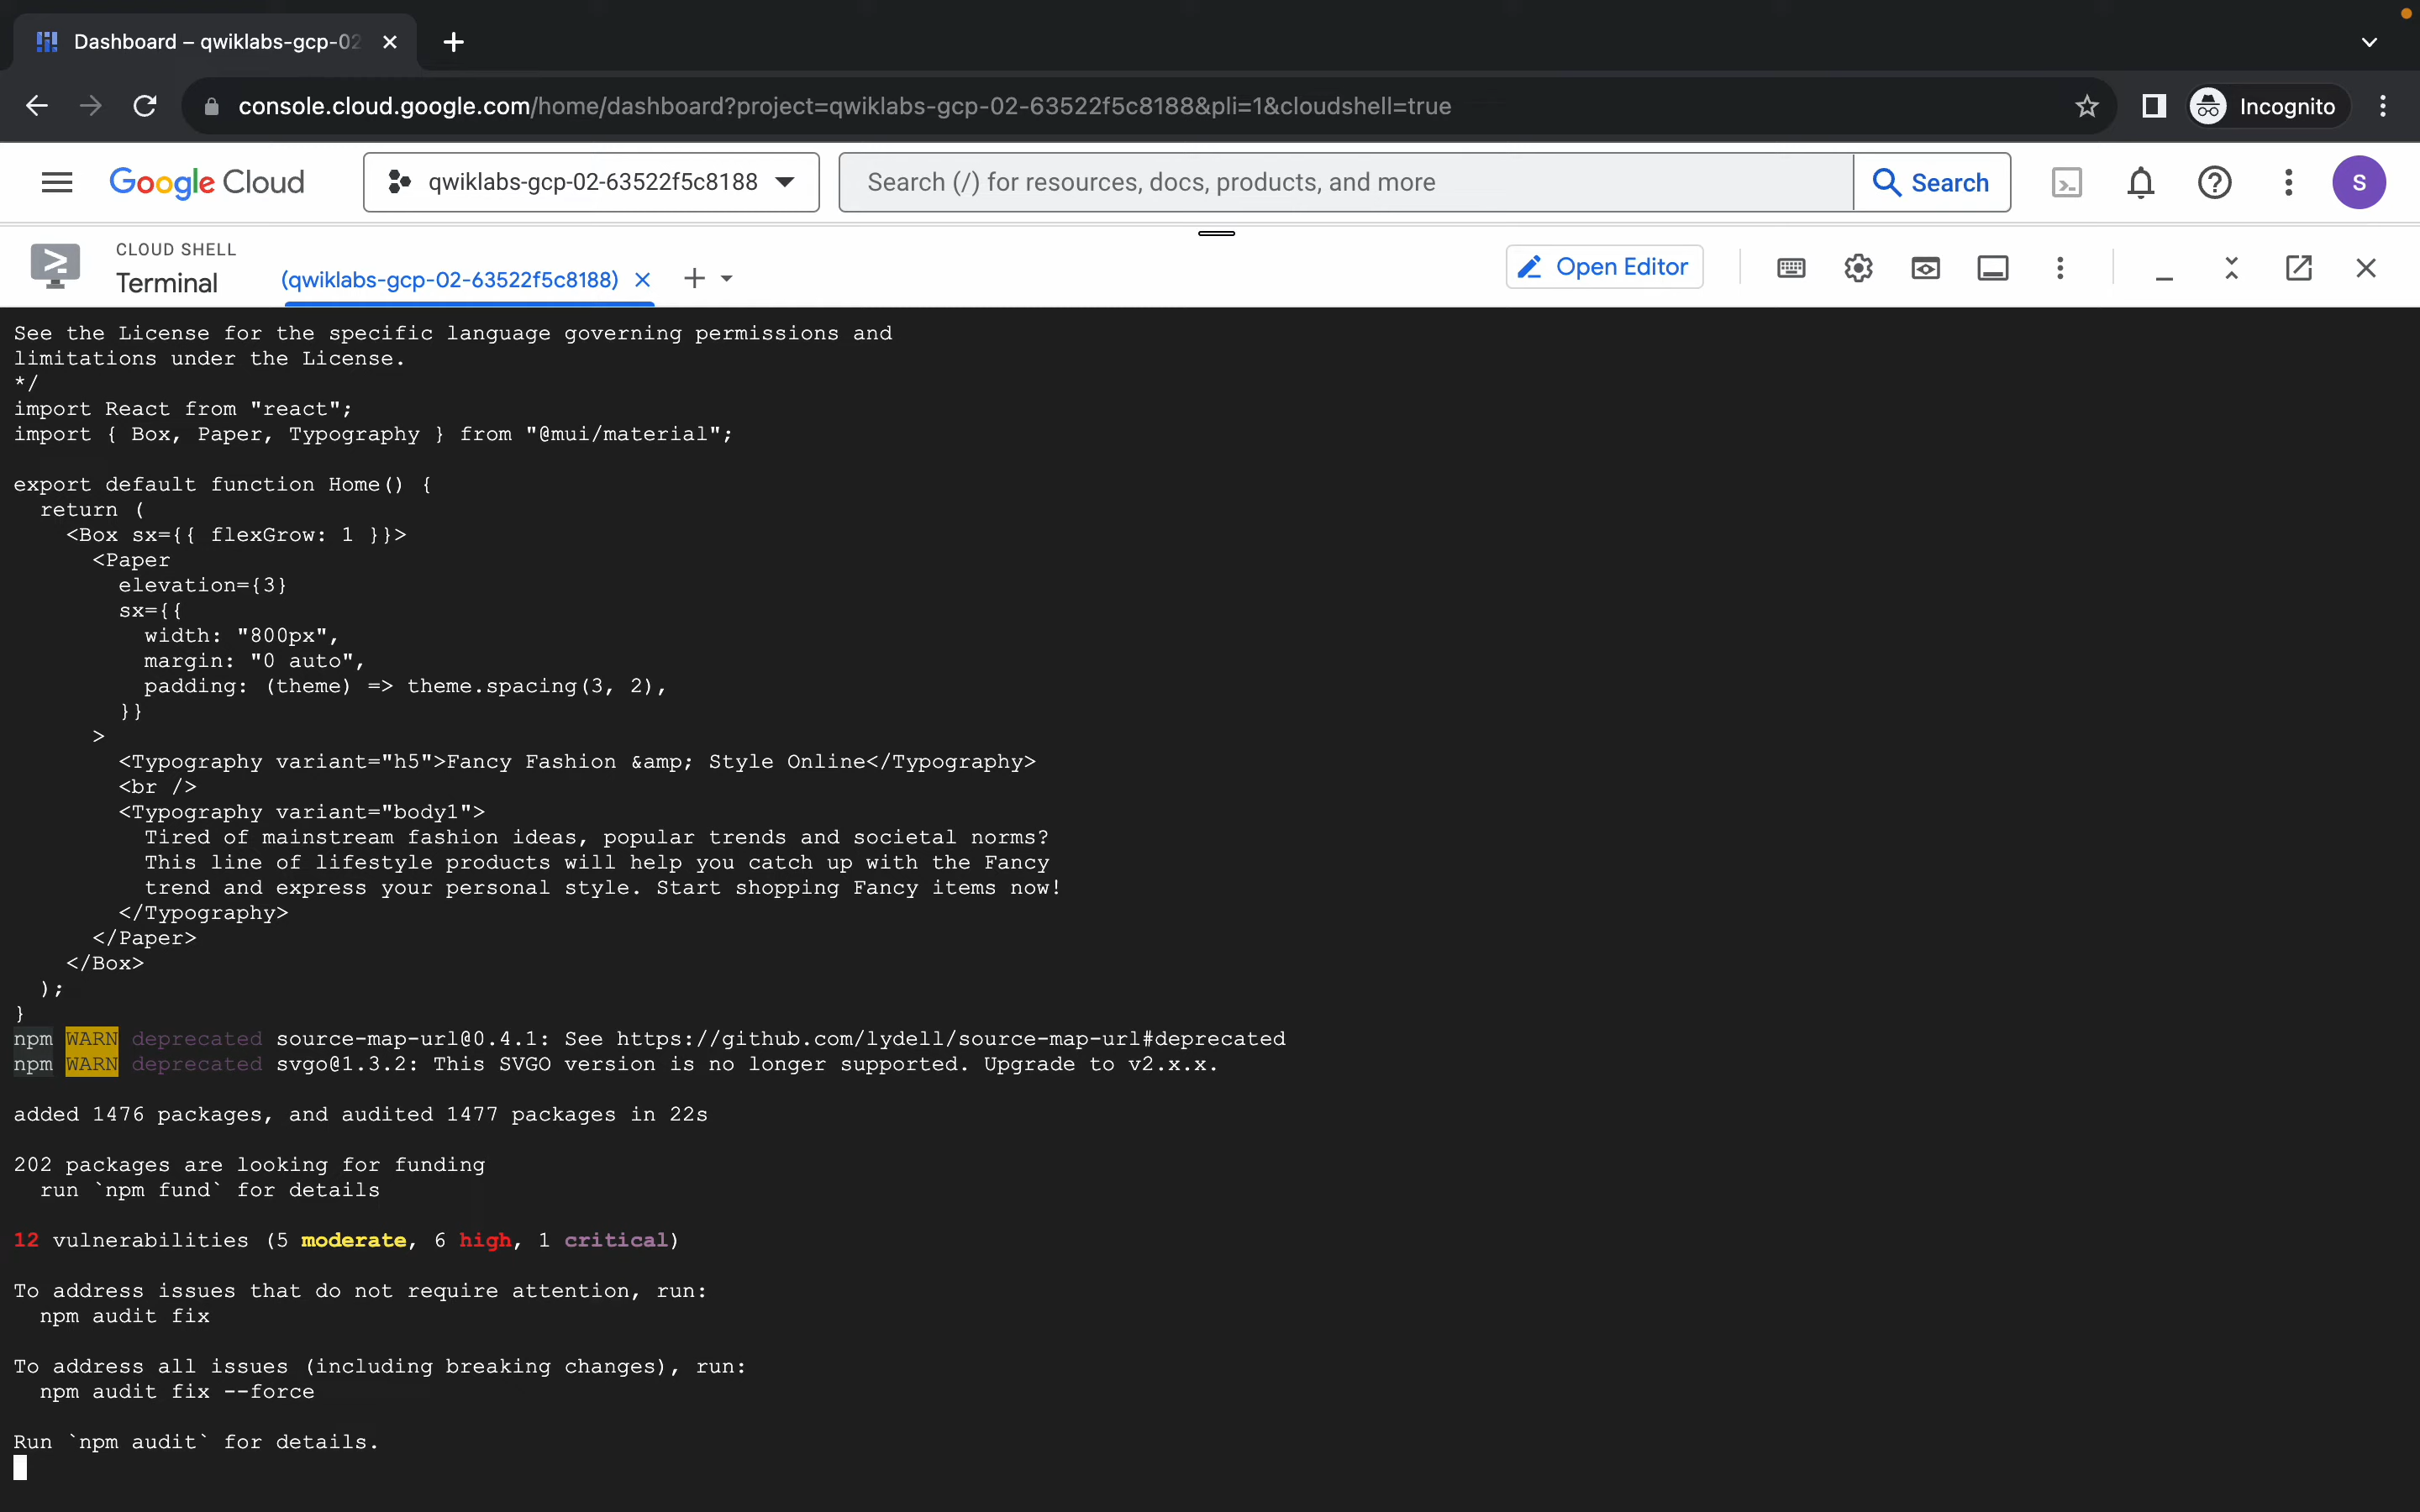 Dashboard – qwiklabs-gcp-02
console.cloud.google.com/home/dashboard?project=qwiklabs-gcp-02-63522f5c8188&pli=1&cloudshell=true
Incognito
Google Cloud
qwiklabs-gcp-02-63522f5c8188
Search (/) for resources, docs, products, and more
Search
S
CLOUD SHELL
Terminal
(qwiklabs-gcp-02-63522f5c8188)
Open Editor
See the License for the specific language governing permissions and
limitations under the License.
*/
import React from "react";
import { Box, Paper, Typography } from "@mui/material";
export default function Home() {
  return (
    <Box sx={{ flexGrow: 1 }}>
      <Paper
        elevation={3}
        sx={{
          width: "800px",
          margin: "0 auto",
          padding: (theme) => theme.spacing(3, 2),
        }}
      >
        <Typography variant="h5">Fancy Fashion &amp; Style Online</Typography>
        <br />
        <Typography variant="body1">
          Tired of mainstream fashion ideas, popular trends and societal norms?
          This line of lifestyle products will help you catch up with the Fancy
          trend and express your personal style. Start shopping Fancy items now!
        </Typography>
      </Paper>
    </Box>
  );
}
npm WARN deprecated source-map-url@0.4.1: See https://github.com/lydell/source-map-url#deprecated
npm WARN deprecated svgo@1.3.2: This SVGO version is no longer supported. Upgrade to v2.x.x.
added 1476 packages, and audited 1477 packages in 22s
202 packages are looking for funding
  run `npm fund` for details
12 vulnerabilities (5 moderate, 6 high, 1 critical)
To address issues that do not require attention, run:
  npm audit fix
To address all issues (including breaking changes), run:
  npm audit fix --force
Run `npm audit` for details.